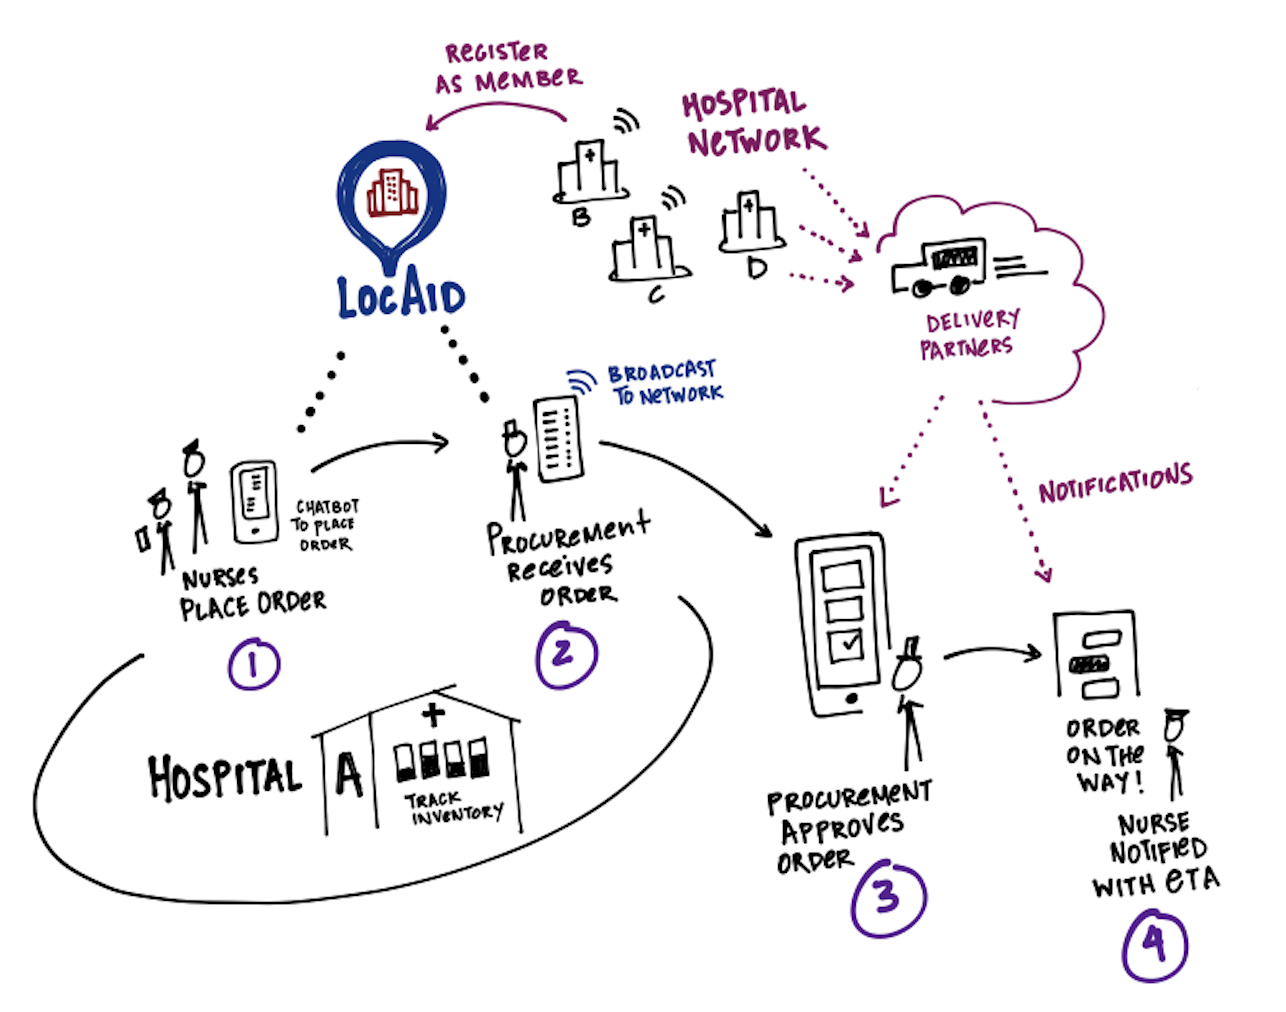 REGISTER
AS MEMBER
HOSPITAL
NETWORK
B
C
D
LOCAID
DELIVERY
PARTNERS
BROADCAST
TO NETWORK
NOTIFICATIONS
CHATBOT
TO PLACE
ORDER
NURSES
PLACE ORDER
1
PROCUREMENT
RECEIVES
ORDER
2
HOSPITAL A
TRACK
INVENTORY
PROCUREMENT
APPROVES
ORDER
3
ORDER
ON THE
WAY!
NURSE
NOTIFIED
WITH ETA
4